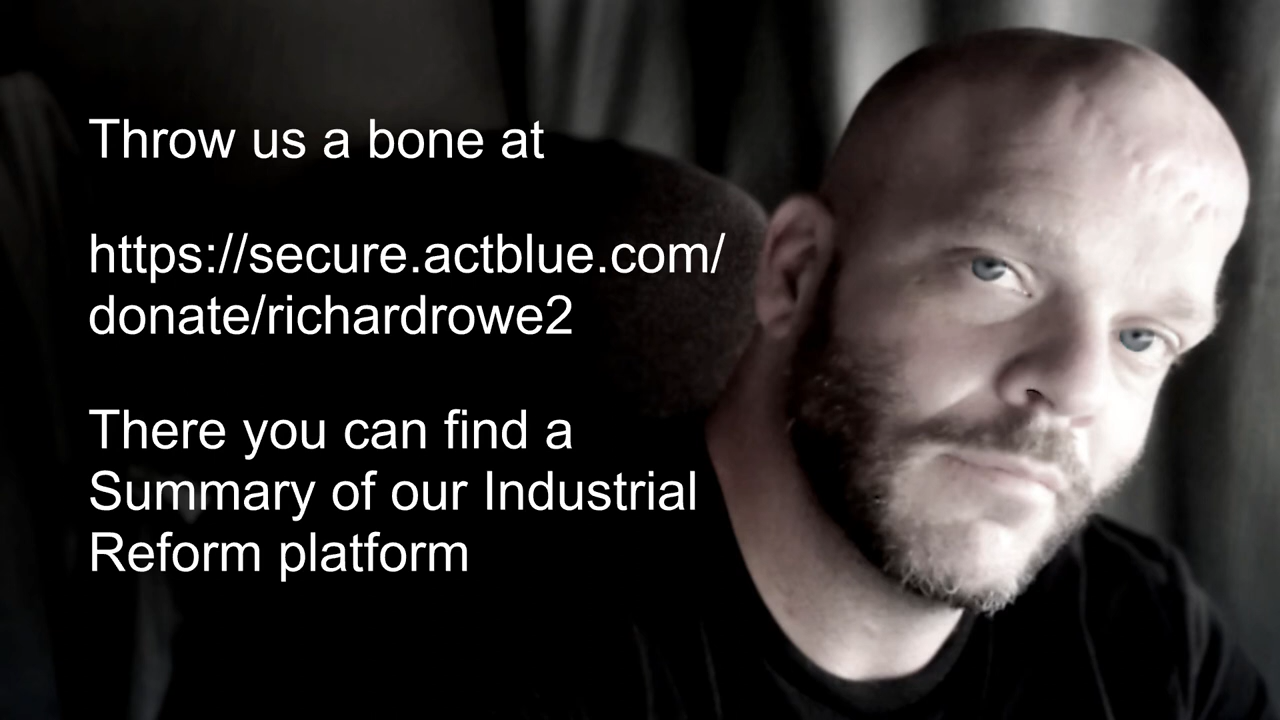 Throw us a bone at
https://secure.actblue.com/
donate/richardrowe2
There you can find a
Summary of our Industrial
Reform platform